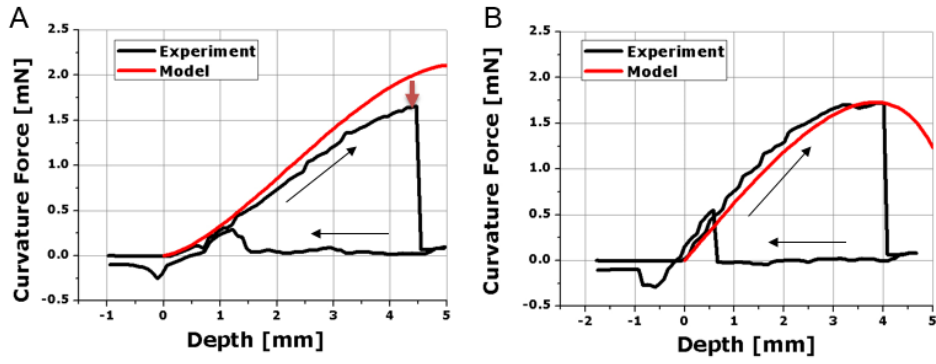 A
Curvature Force [mN]
2.5
2.0
1.5
1.0
0.5
0.0
-0.5
Experiment
Model
-1
0
1
2
3
4
5
Depth [mm]
B
Curvature Force [mN]
2.5
2.0
1.5
1.0
0.5
0.0
-0.5
Experiment
Model
-2
-1
0
1
2
3
4
5
Depth [mm]